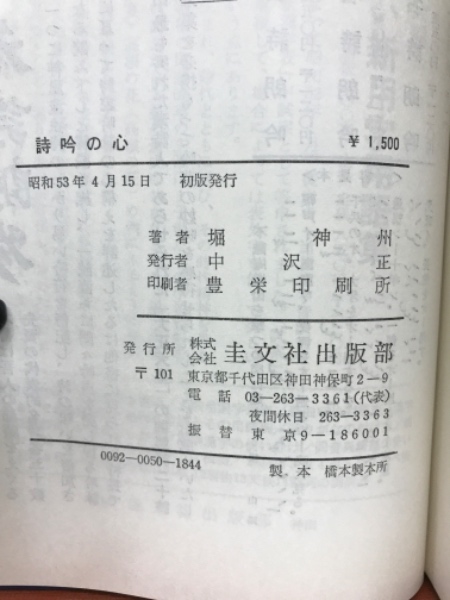 詩吟の心 ¥1,500
昭和53年4月15日 初版発行
著者 堀神州
発行者 中沢正
印刷者 豊栄印刷所
発行所 株式会社 圭文社出版部
〒101 東京都千代田区神田神保町2-9
電話 03-263-3361(代表)
夜間休日 263-3363
振替 東京9-186001
0092-0050-1844 製本 橋本製本所